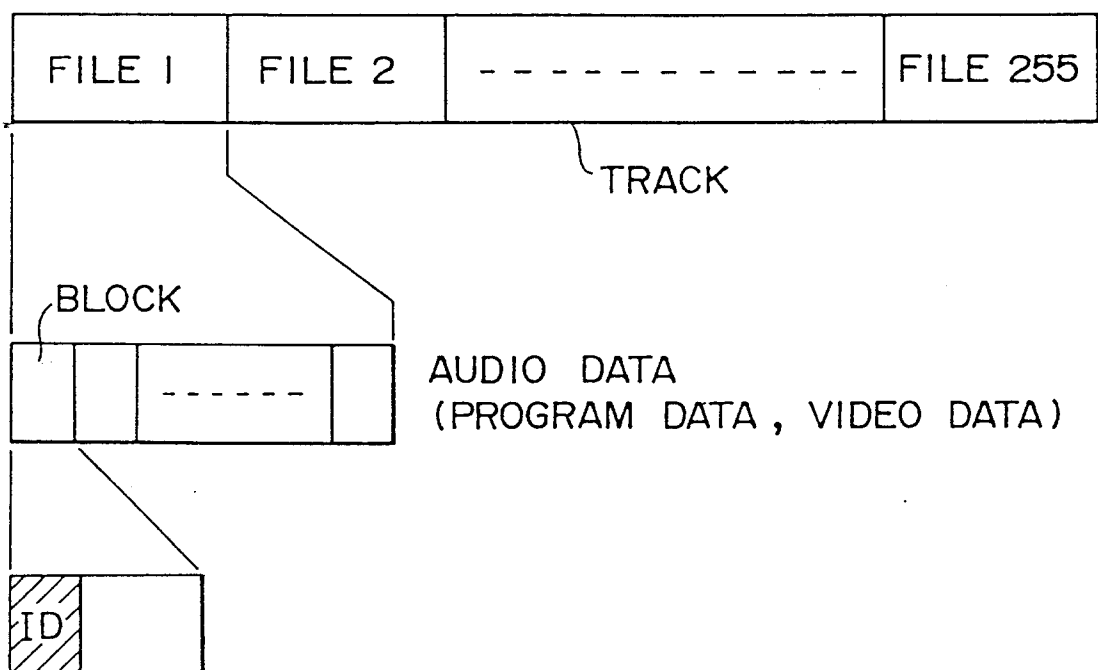 FILE 1 FILE 2 - - - - - - - - - - - - FILE 255
TRACK
BLOCK
- - - - - -
AUDIO DATA
(PROGRAM DATA, VIDEO DATA)
ID